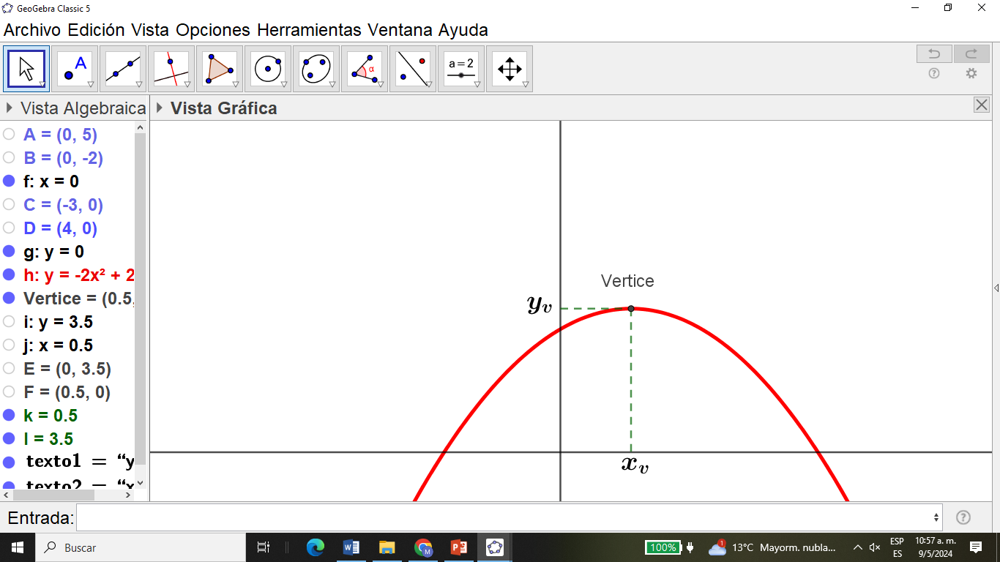 GeoGebra Classic 5
Archivo Edición Vista Opciones Herramientas Ventana Ayuda
A
α
a = 2
Vista Algebraica
Vista Gráfica
A = (0, 5)
B = (0, -2)
f: x = 0
C = (-3, 0)
D = (4, 0)
g: y = 0
h: y = -2x² + 2
Vertice = (0.5,
i: y = 3.5
j: x = 0.5
E = (0, 3.5)
F = (0.5, 0)
k = 0.5
l = 3.5
texto1 = “y
texto2 = “x
Vertice
yᵥ
xᵥ
Entrada:
Buscar
100%
1
13°C Mayorm. nubla...
ESP
ES
10:57 a. m.
9/5/2024